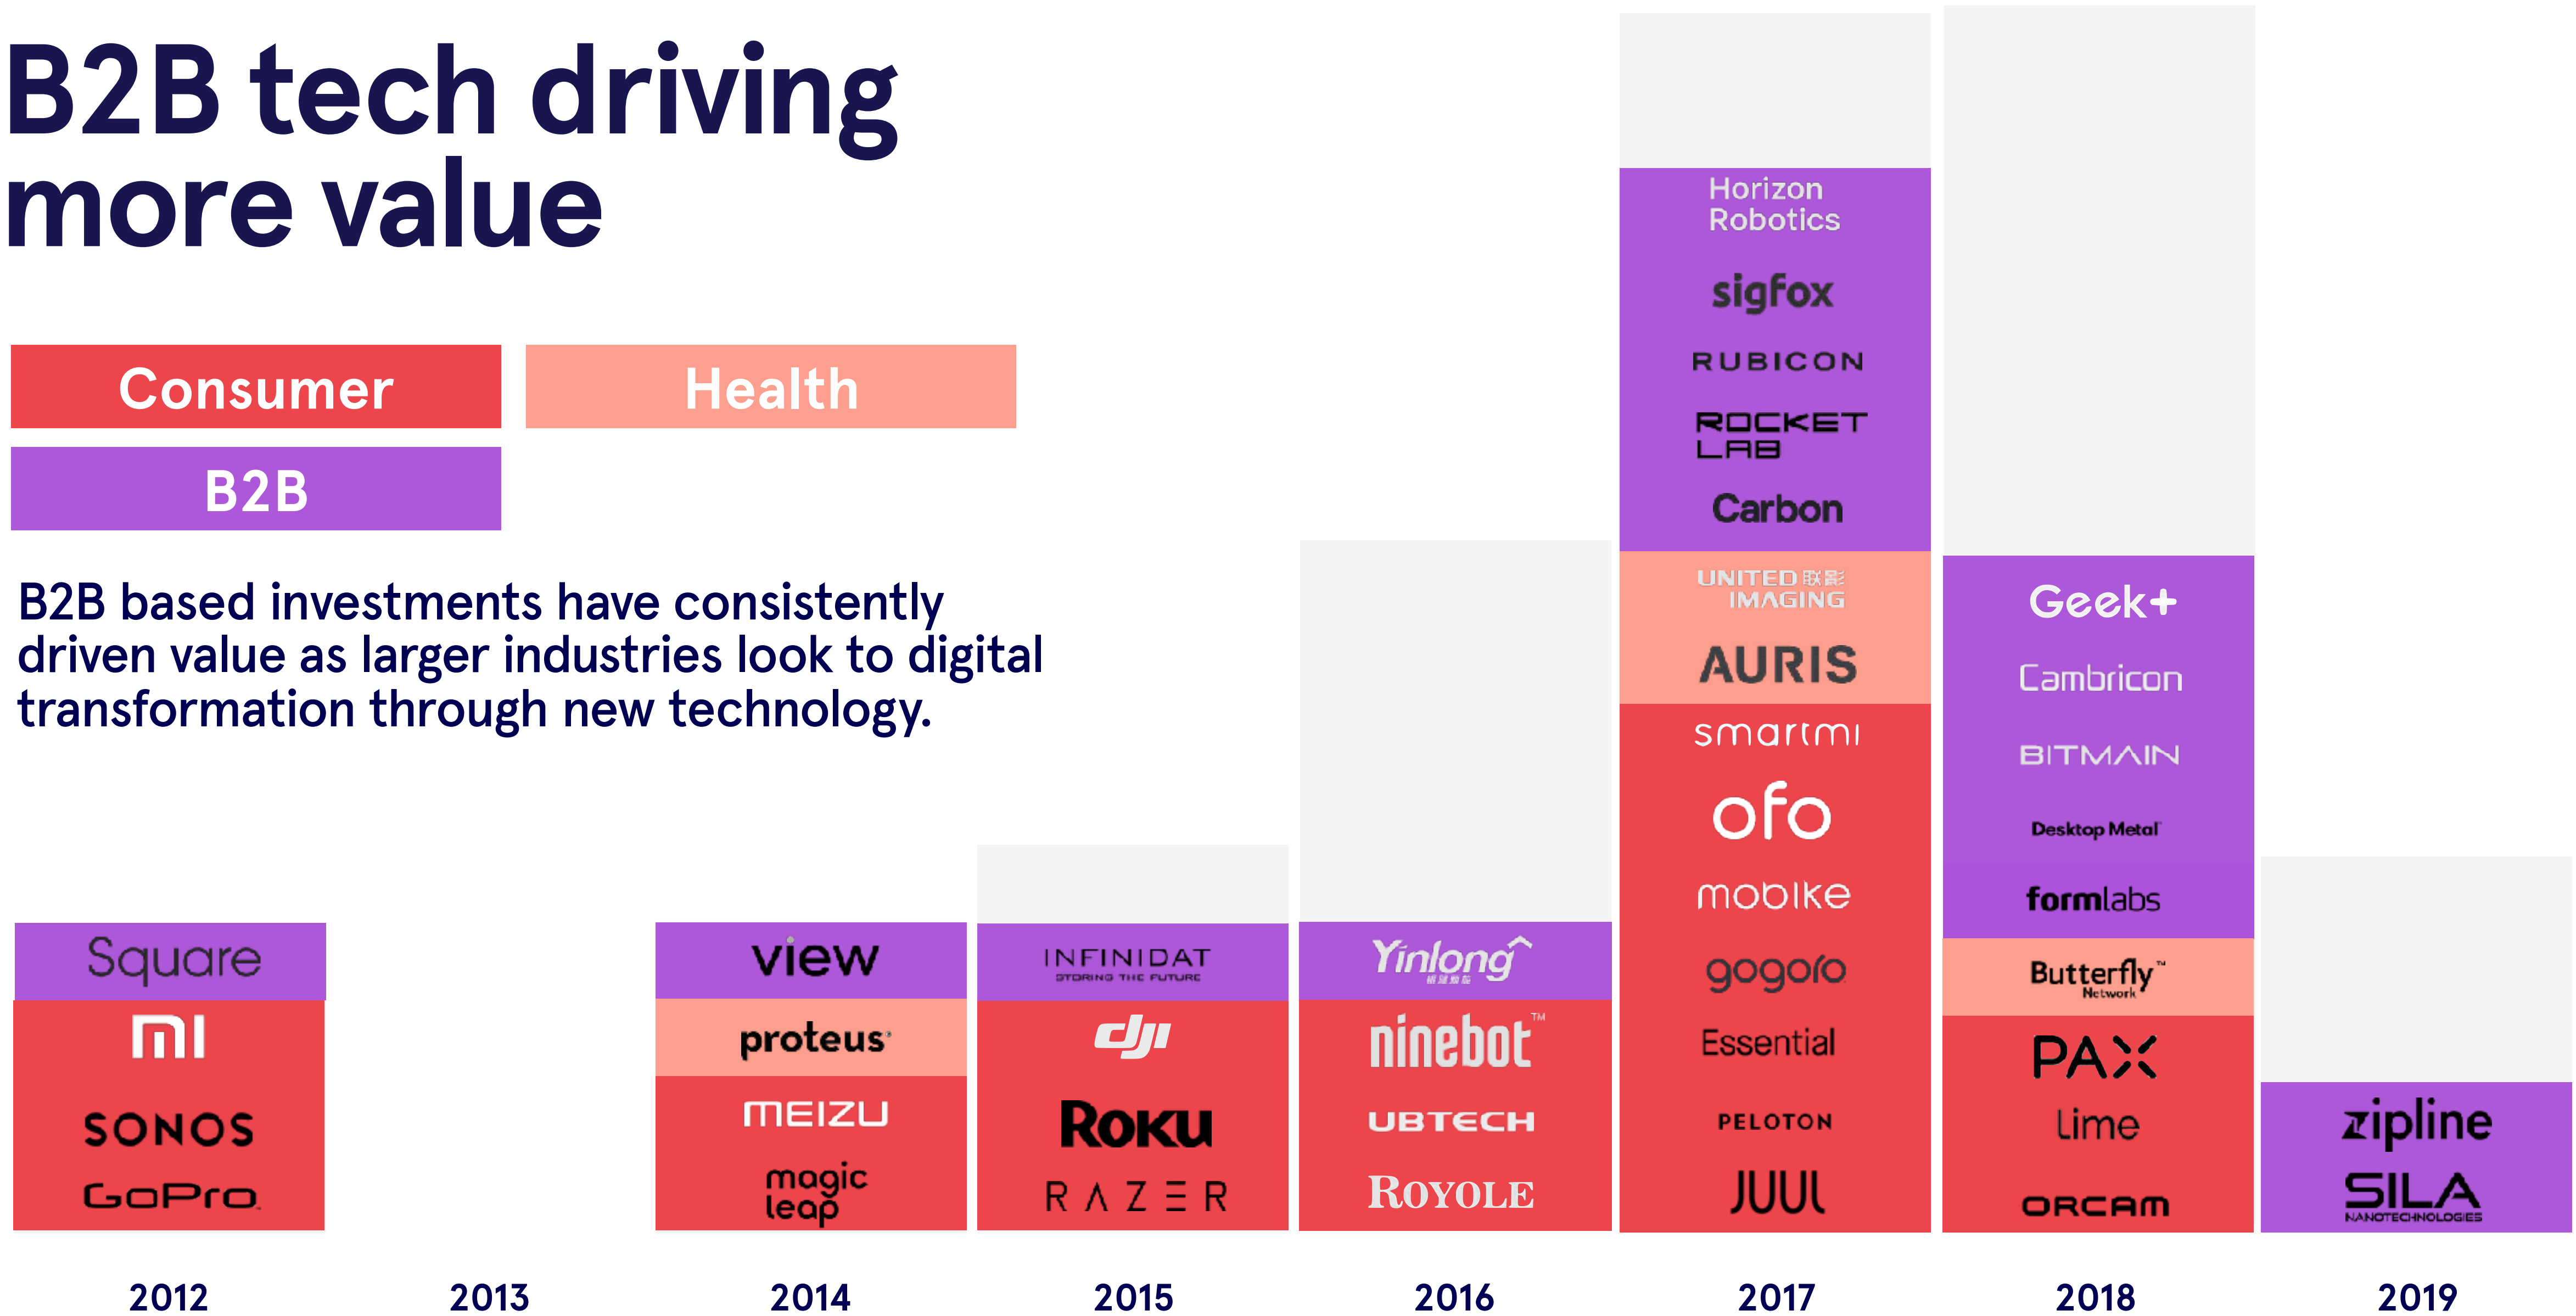 B2B tech driving
more value
Consumer
Health
B2B
B2B based investments have consistently
driven value as larger industries look to digital
transformation through new technology.
Square
mi
SONOS
GoPro
view
proteus
MEIZU
magic
leap
INFINIDAT
STORING THE FUTURE
dji
ROKU
RAZER
Yinlong
ninebot™
UBTECH
ROYOLE
Horizon
Robotics
sigfox
RUBICON
ROCKET
LAB
Carbon
UNITED 联影
IMAGING
AURIS
smartmi
ofo
mobike
gogoro
Essential
PELOTON
JUUL
Geek+
Cambricon
BITMAIN
Desktop Metal
formlabs
Butterfly™
Network
PAX
Lime
ORCAM
zipline
SILA
NANOTECHNOLOGIES
2012
2013
2014
2015
2016
2017
2018
2019